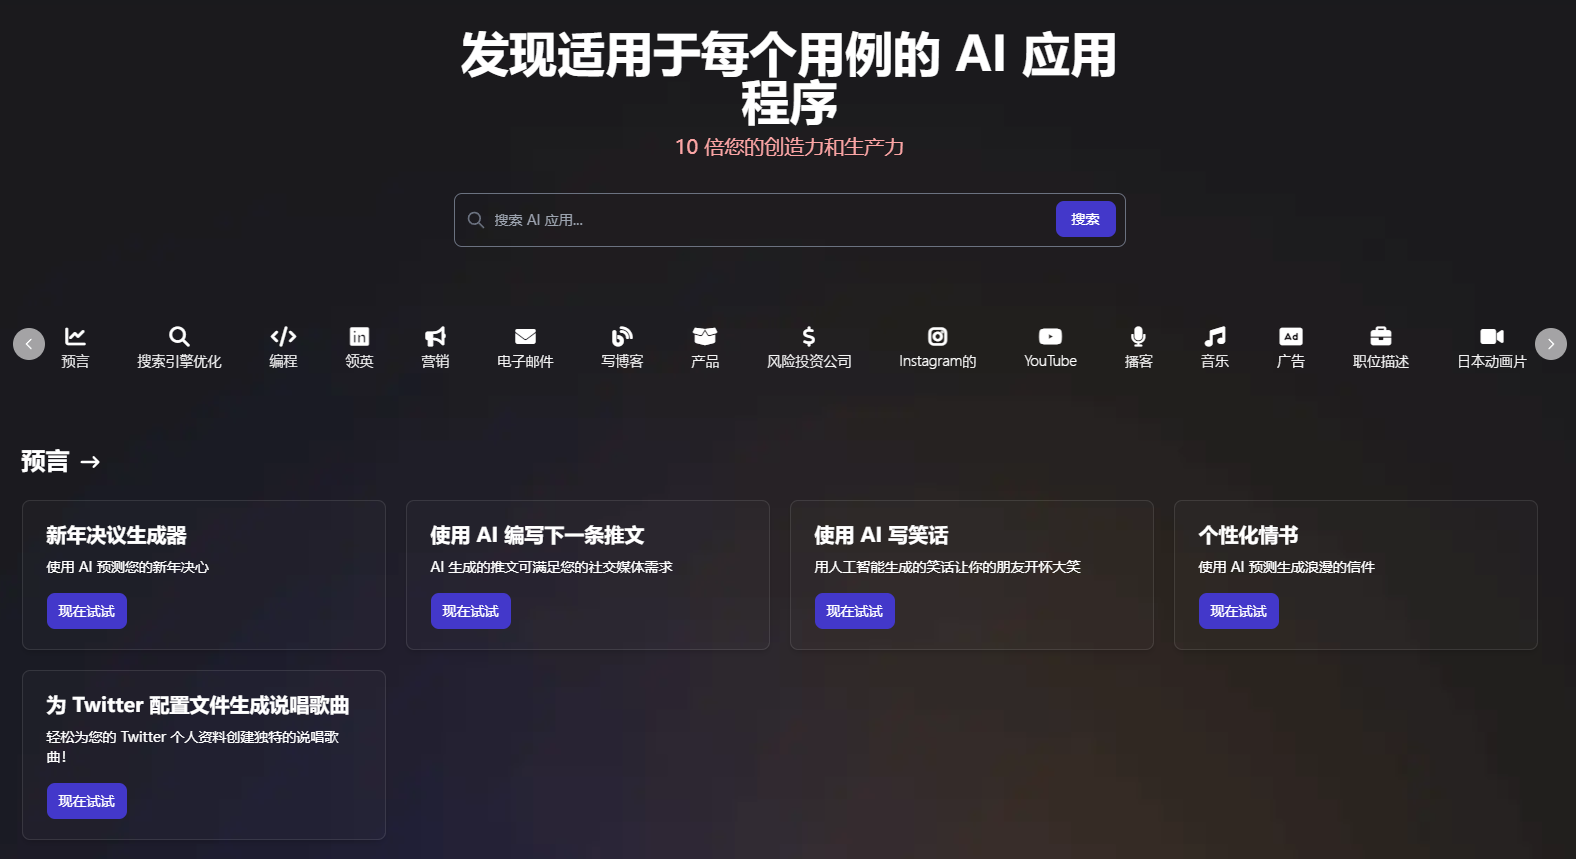 发现适用于每个用例的 AI 应用
程序
10 倍您的创造力和生产力
搜索 AI 应用...
搜索
预言
搜索引擎优化
编程
领英
营销
电子邮件
写博客
产品
风险投资公司
Instagram的
YouTube
播客
音乐
Ad
广告
职位描述
日本动画片
预言 →
新年决议生成器
使用 AI 预测您的新年决心
现在试试
使用 AI 编写下一条推文
AI 生成的推文可满足您的社交媒体需求
现在试试
使用 AI 写笑话
用人工智能生成的笑话让你的朋友开怀大笑
现在试试
个性化情书
使用 AI 预测生成浪漫的信件
现在试试
为 Twitter 配置文件生成说唱歌曲
轻松为您的 Twitter 个人资料创建独特的说唱歌
曲！
现在试试